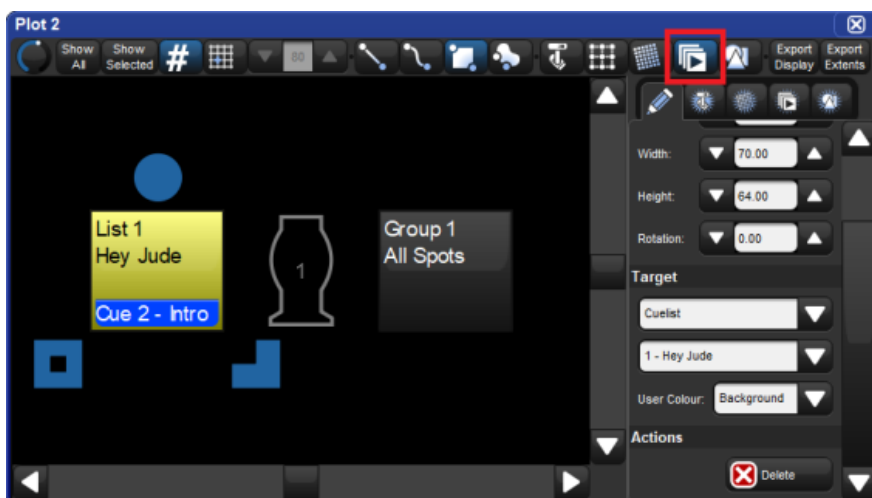 Plot 2
Show All
Show Selected
#
80
Export Display
Export Extents
Width:
70.00
Height:
64.00
Rotation:
0.00
Target
Cuelist
1 - Hey Jude
User Colour:
Background
Actions
Delete
List 1
Hey Jude
Cue 2 - Intro
1
Group 1
All Spots